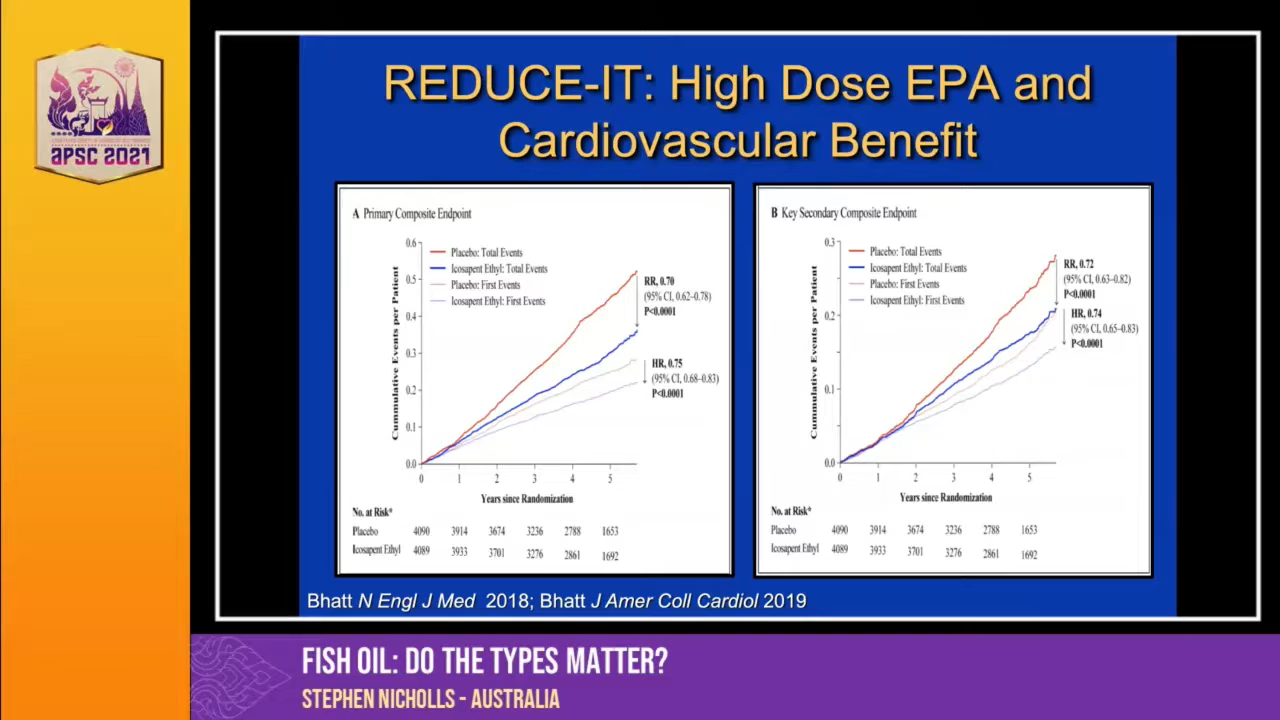 APSC 2021
REDUCE-IT: High Dose EPA and
Cardiovascular Benefit
A Primary Composite Endpoint
Placebo: Total Events
Icosapent Ethyl: Total Events
Placebo: First Events
Icosapent Ethyl: First Events
Cummulative Events per Patient
0.6
0.5
0.4
0.3
0.2
0.1
0.0
RR, 0.70
(95% CI, 0.62–0.78)
P<0.0001
HR, 0.75
(95% CI, 0.68–0.83)
P<0.0001
0 1 2 3 4 5
Years since Randomization
No. at Risk*
Placebo 4090 3914 3674 3236 2788 1653
Icosapent Ethyl 4089 3933 3701 3276 2861 1692
B Key Secondary Composite Endpoint
Placebo: Total Events
Icosapent Ethyl: Total Events
Placebo: First Events
Icosapent Ethyl: First Events
Cummulative Events per Patient
0.3
0.2
0.1
0.0
RR, 0.72
(95% CI, 0.63–0.82)
P<0.0001
HR, 0.74
(95% CI, 0.65–0.83)
P<0.0001
0 1 2 3 4 5
Years since Randomization
No. at Risk*
Placebo 4090 3914 3674 3236 2788 1653
Icosapent Ethyl 4089 3933 3701 3276 2861 1692
Bhatt N Engl J Med 2018; Bhatt J Amer Coll Cardiol 2019
FISH OIL: DO THE TYPES MATTER?
STEPHEN NICHOLLS - AUSTRALIA